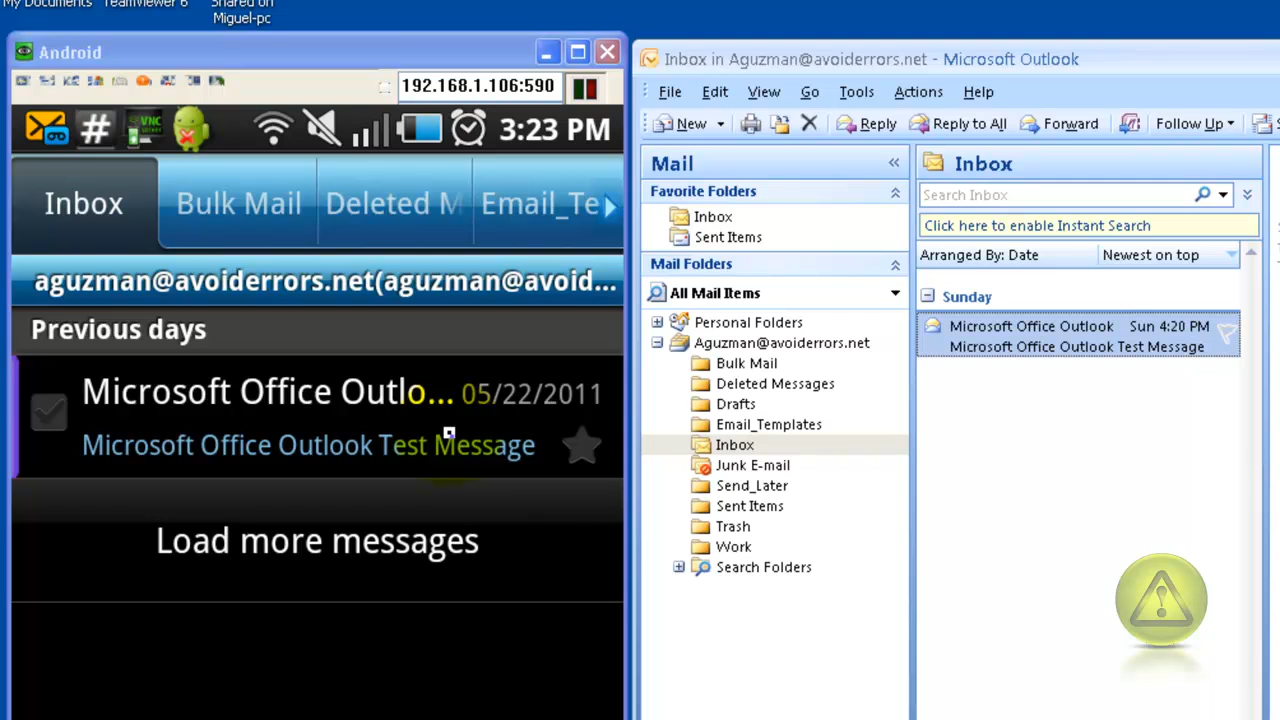 My Documents
TeamViewer 6
Shared on
Miguel-pc
Android
192.168.1.106:590
#
VNC
3:23 PM
Inbox
Bulk Mail
Deleted M
Email_Te
aguzman@avoiderrors.net(aguzman@avoid...
Previous days
Microsoft Office Outlo... 05/22/2011
Microsoft Office Outlook Test Message
Load more messages
Inbox in Aguzman@avoiderrors.net - Microsoft Outlook
File Edit View Go Tools Actions Help
New Reply Reply to All Forward Follow Up
Mail
Favorite Folders
Inbox
Sent Items
Mail Folders
All Mail Items
Personal Folders
Aguzman@avoiderrors.net
Bulk Mail
Deleted Messages
Drafts
Email_Templates
Inbox
Junk E-mail
Send_Later
Sent Items
Trash
Work
Search Folders
Inbox
Search Inbox
Click here to enable Instant Search
Arranged By: Date Newest on top
Sunday
Microsoft Office Outlook Sun 4:20 PM
Microsoft Office Outlook Test Message